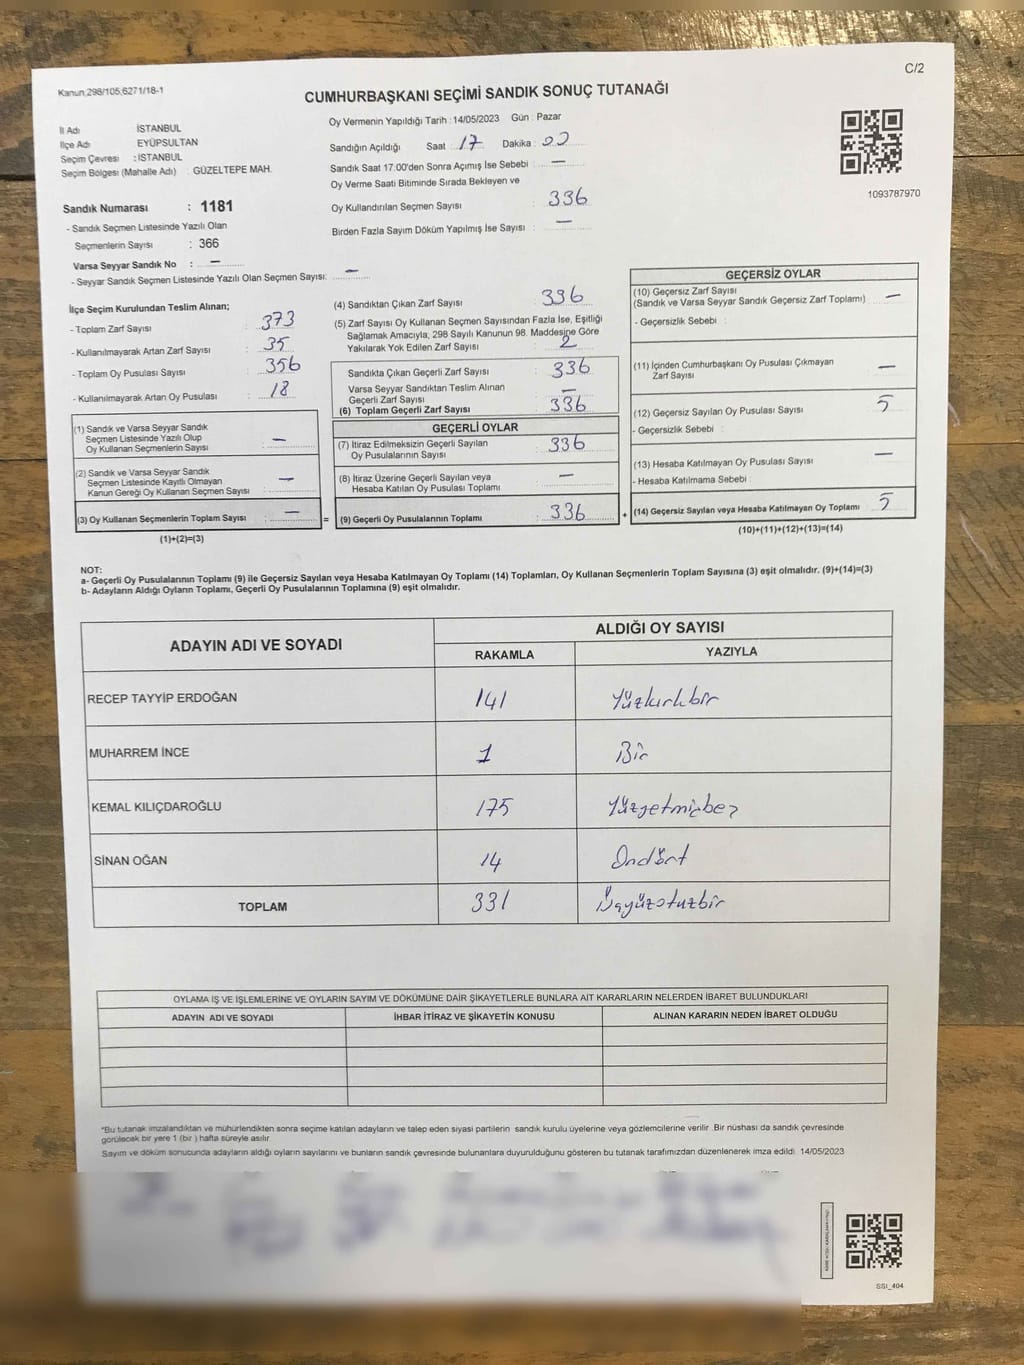 C/2
Kanun 298/105,6271/18-1
CUMHURBAŞKANI SEÇİMİ SANDIK SONUÇ TUTANAĞI
İl Adı İSTANBUL
İlçe Adı EYÜPSULTAN
Seçim Çevresi : İSTANBUL
Seçim Bölgesi (Mahalle Adı) : GÜZELTEPE MAH.
Oy Vermenin Yapıldığı Tarih : 14/05/2023 Gün : Pazar
Sandığın Açıldığı Saat 17 Dakika : 00
Sandık Saat 17:00'den Sonra Açımış İse Sebebi : —
Oy Verme Saati Bitiminde Sırada Bekleyen ve
Oy Kullandırılan Seçmen Sayısı : 336
Birden Fazla Sayım Döküm Yapılmış İse Sayısı : —
1093787970
Sandık Numarası : 1181
- Sandık Seçmen Listesinde Yazılı Olan
Seçmenlerin Sayısı : 366
Varsa Seyyar Sandık No : —
- Seyyar Sandık Seçmen Listesinde Yazılı Olan Seçmen Sayısı: —
İlçe Seçim Kurulundan Teslim Alınan;
- Toplam Zarf Sayısı : 373
- Kullanılmayarak Artan Zarf Sayısı : 35
- Toplam Oy Pusulası Sayısı : 356
- Kullanılmayarak Artan Oy Pusulası : 18
(1) Sandık ve Varsa Seyyar Sandık
Seçmen Listesinde Yazılı Olup
Oy Kullanan Seçmenlerin Sayısı : —
(2) Sandık ve Varsa Seyyar Sandık
Seçmen Listesinde Kayıtlı Olmayan
Kanun Gereği Oy Kullanan Seçmen Sayısı : —
(3) Oy Kullanan Seçmenlerin Toplam Sayısı : —
(1)+(2)=(3)
(4) Sandıktan Çıkan Zarf Sayısı : 336
(5) Zarf Sayısı Oy Kullanan Seçmen Sayısından Fazla İse, Eşitliği
Sağlamak Amacıyla, 298 Sayılı Kanunun 98. Maddesine Göre
Yakılarak Yok Edilen Zarf Sayısı : 2
Sandıkta Çıkan Geçerli Zarf Sayısı : 336
Varsa Seyyar Sandıktan Teslim Alınan
Geçerli Zarf Sayısı : —
(6) Toplam Geçerli Zarf Sayısı : 336
GEÇERLİ OYLAR
(7) İtiraz Edilmeksizin Geçerli Sayılan
Oy Pusulalarının Sayısı : 336
(8) İtiraz Üzerine Geçerli Sayılan veya
Hesaba Katılan Oy Pusulası Toplamı : —
= (9) Geçerli Oy Pusulalarının Toplamı : 336
GEÇERSİZ OYLAR
(10) Geçersiz Zarf Sayısı
(Sandık ve Varsa Seyyar Sandık Geçersiz Zarf Toplamı) —
- Geçersizlik Sebebi :
(11) İçinden Cumhurbaşkanı Oy Pusulası Çıkmayan
Zarf Sayısı —
(12) Geçersiz Sayılan Oy Pusulası Sayısı 5
- Geçersizlik Sebebi :
(13) Hesaba Katılmayan Oy Pusulası Sayısı —
- Hesaba Katılmama Sebebi :
+ (14) Geçersiz Sayılan veya Hesaba Katılmayan Oy Toplamı 5
(10)+(11)+(12)+(13)=(14)
NOT:
a- Geçerli Oy Pusulalarının Toplamı (9) ile Geçersiz Sayılan veya Hesaba Katılmayan Oy Toplamı (14) Toplamları, Oy Kullanan Seçmenlerin Toplam Sayısına (3) eşit olmalıdır. (9)+(14)=(3)
b- Adayların Aldığı Oyların Toplamı, Geçerli Oy Pusulalarının Toplamına (9) eşit olmalıdır.
ADAYIN ADI VE SOYADI ALDIĞI OY SAYISI
RAKAMLA YAZIYLA
RECEP TAYYİP ERDOĞAN 141 Yüzkırkbir
MUHARREM İNCE 1 Bir
KEMAL KILIÇDAROĞLU 175 Yüzyetmişbeş
SİNAN OĞAN 14 Ondört
TOPLAM 331 Üçyüzotuzbir
OYLAMA İŞ VE İŞLEMLERİNE VE OYLARIN SAYIM VE DÖKÜMÜNE DAİR ŞİKAYETLERLE BUNLARA AİT KARARLARIN NELERDEN İBARET BULUNDUKLARI
ADAYIN ADI VE SOYADI İHBAR İTİRAZ VE ŞİKAYETİN KONUSU ALINAN KARARIN NEDEN İBARET OLDUĞU
*Bu tutanak imzalandıktan ve mühürlendikten sonra seçime katılan adayların ve talep eden siyasi partilerin sandık kurulu üyelerine veya gözlemcilerine verilir .Bir nüshası da sandık çevresinde
görülecek bir yere 1 (bir ) hafta süreyle asılır.
Sayım ve döküm sonucunda adayların aldığı oyların sayılarını ve bunların sandık çevresinde bulunanlara duyurulduğunu gösteren bu tutanak tarafımızdan düzenlenerek imza edildi. 14/05/2023
SSI_404